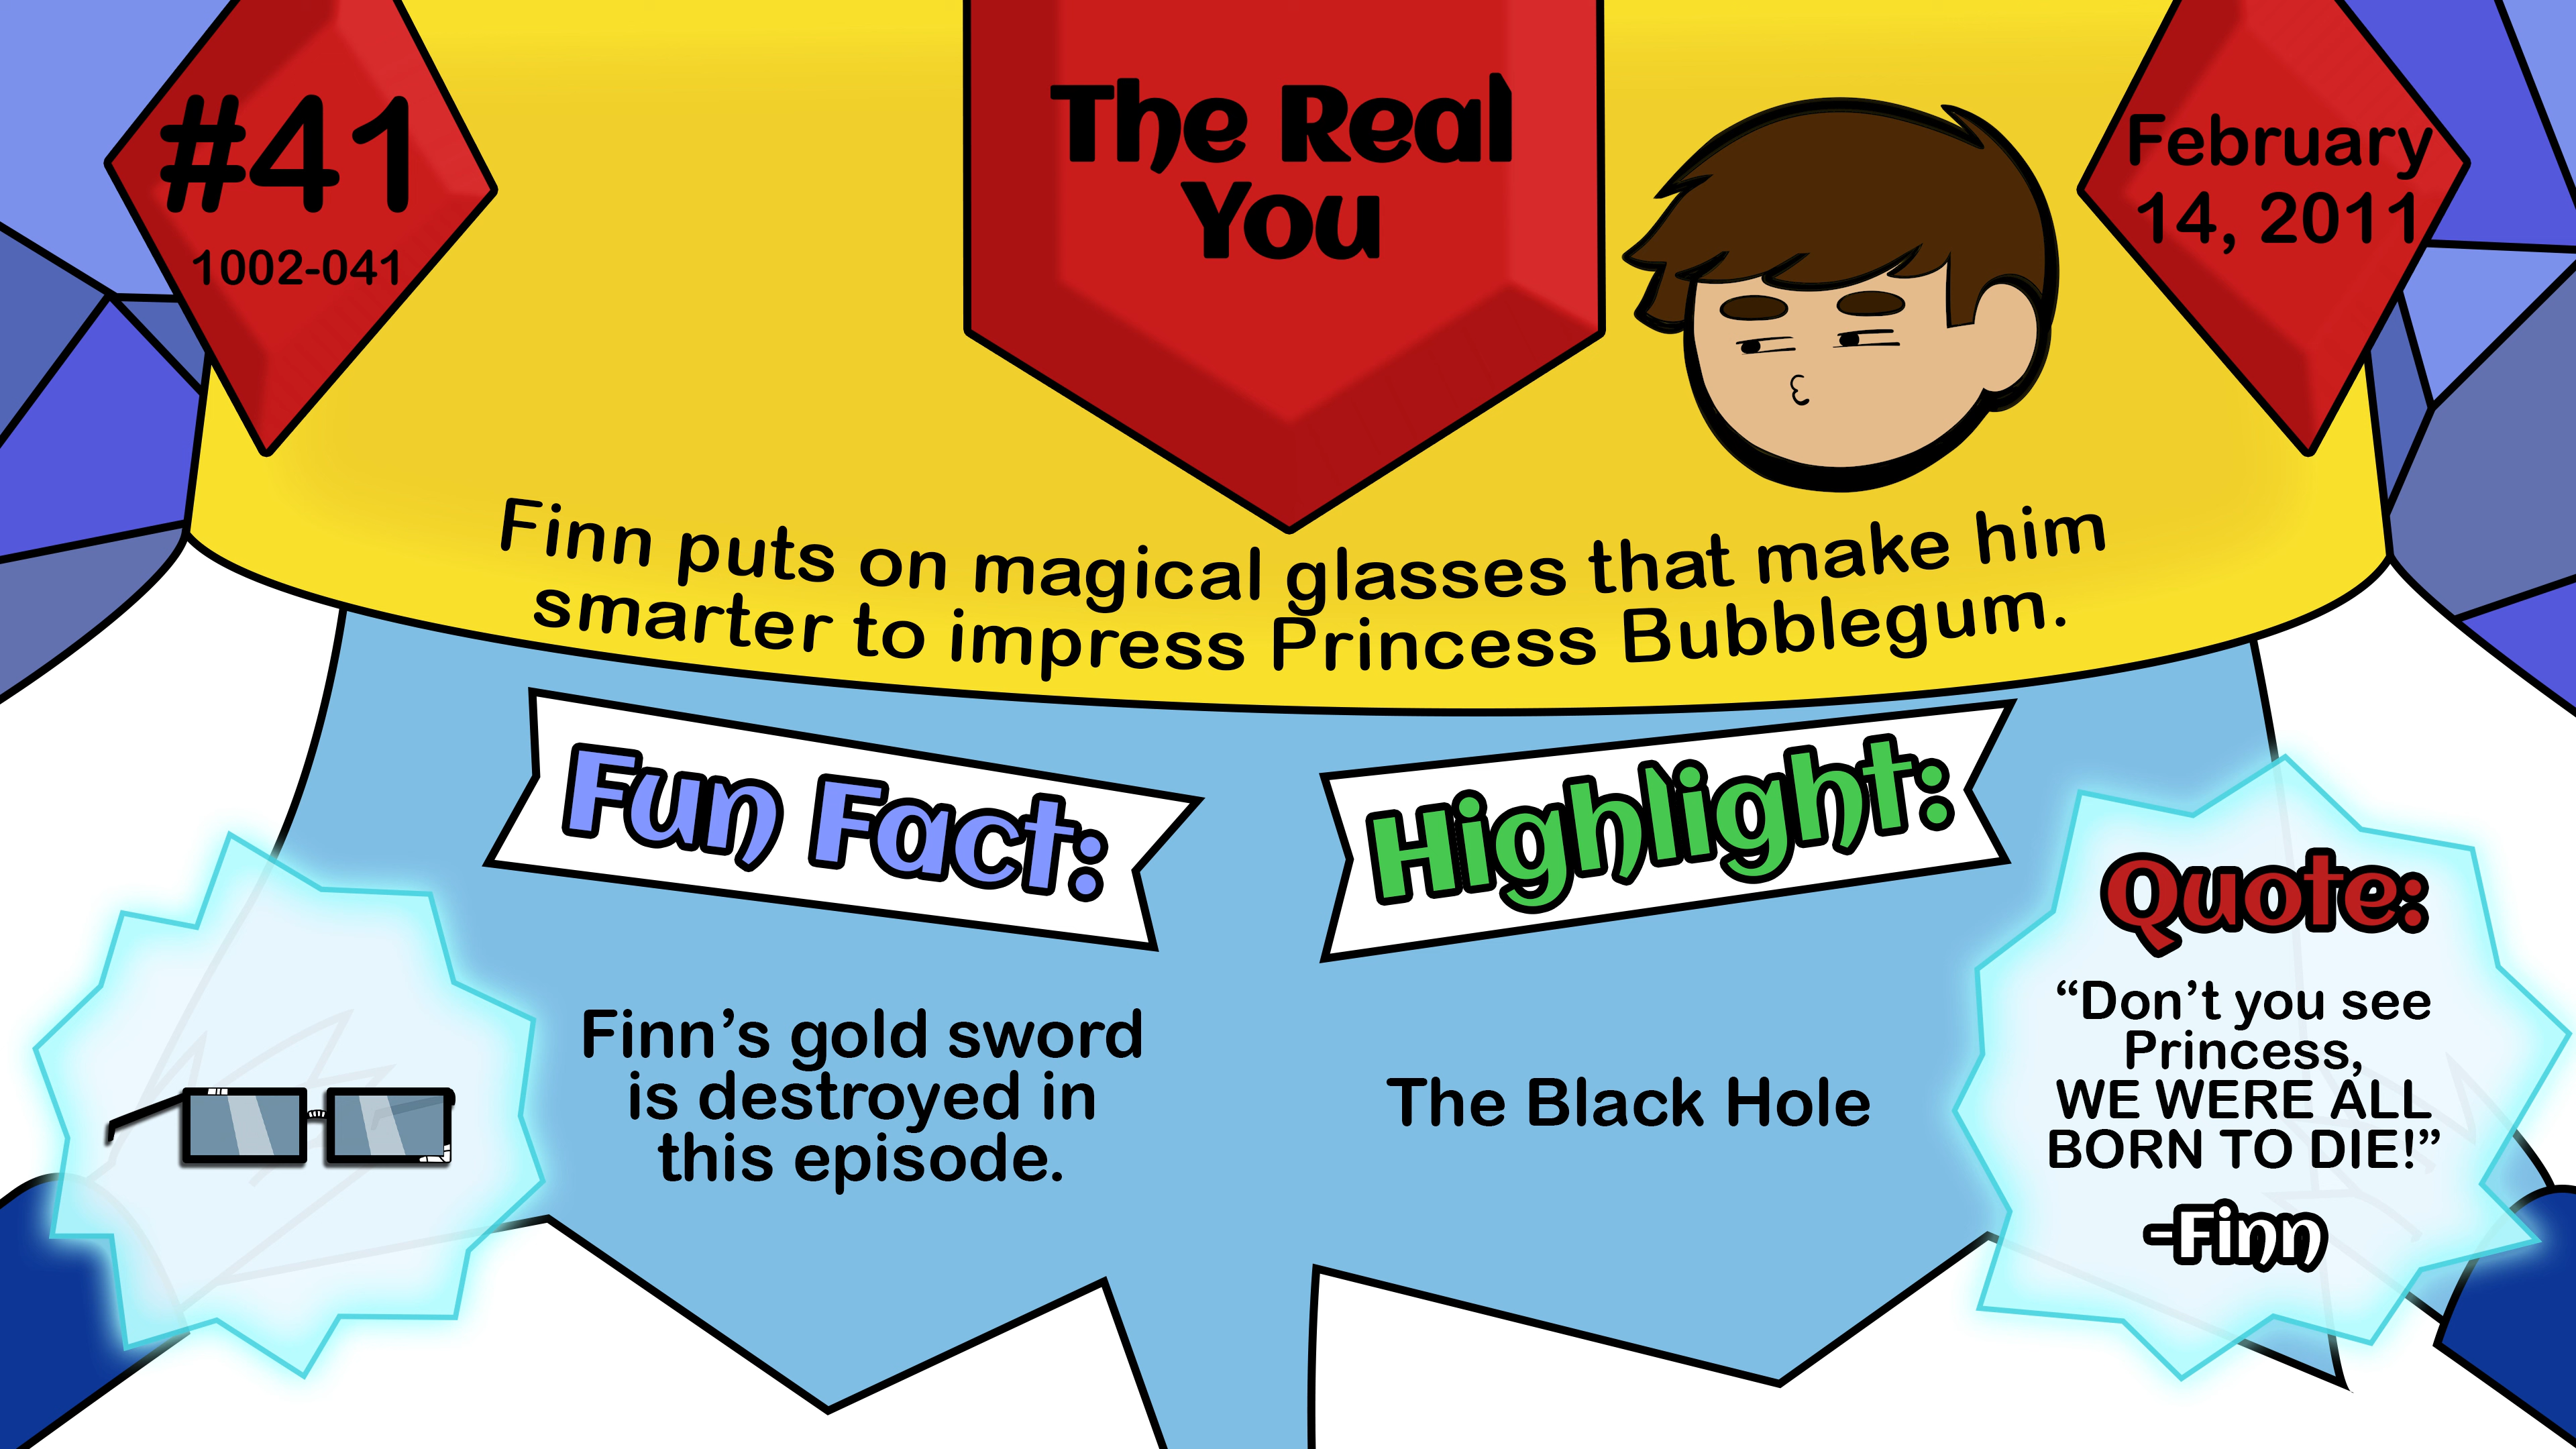 #41
1002-041
The Real
You
February
14, 2011
Finn puts on magical glasses that make him
smarter to impress Princess Bubblegum.
Fun Fact:
Finn’s gold sword
is destroyed in
this episode.
Highlight:
The Black Hole
Quote:
“Don’t you see
Princess,
WE WERE ALL
BORN TO DIE!”
-Finn